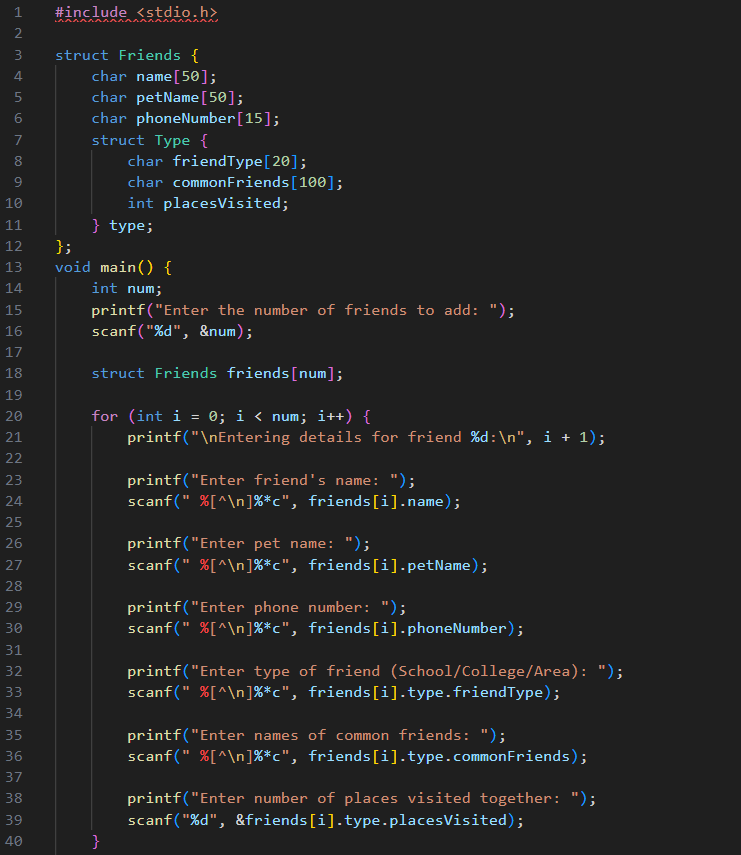 1 #include <stdio.h>
2
3 struct Friends {
4     char name[50];
5     char petName[50];
6     char phoneNumber[15];
7     struct Type {
8         char friendType[20];
9         char commonFriends[100];
10         int placesVisited;
11     } type;
12 };
13 void main() {
14     int num;
15     printf("Enter the number of friends to add: ");
16     scanf("%d", &num);
17
18     struct Friends friends[num];
19
20     for (int i = 0; i < num; i++) {
21         printf("\nEntering details for friend %d:\n", i + 1);
22
23         printf("Enter friend's name: ");
24         scanf(" %[^\n]%*c", friends[i].name);
25
26         printf("Enter pet name: ");
27         scanf(" %[^\n]%*c", friends[i].petName);
28
29         printf("Enter phone number: ");
30         scanf(" %[^\n]%*c", friends[i].phoneNumber);
31
32         printf("Enter type of friend (School/College/Area): ");
33         scanf(" %[^\n]%*c", friends[i].type.friendType);
34
35         printf("Enter names of common friends: ");
36         scanf(" %[^\n]%*c", friends[i].type.commonFriends);
37
38         printf("Enter number of places visited together: ");
39         scanf("%d", &friends[i].type.placesVisited);
40     }